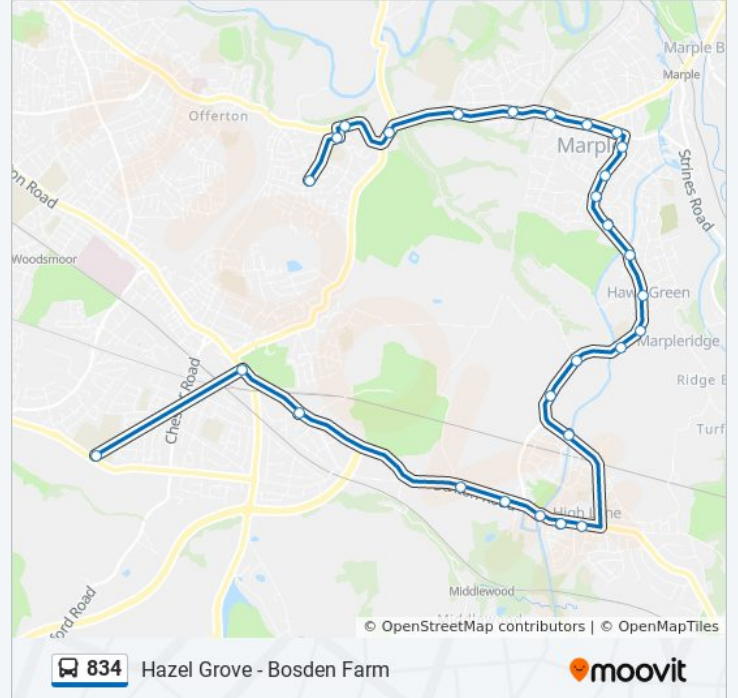 Marple B
Marple
Offerton
Marpl
Strines Road
on Road
Woodsmoor
Hawk Green
Marpleridge
Chester Road
Ridge E
Turf
High Lane
Middlewood
ford Road
© OpenStreetMap contributors | © OpenMapTiles
834 Hazel Grove - Bosden Farm
moovit